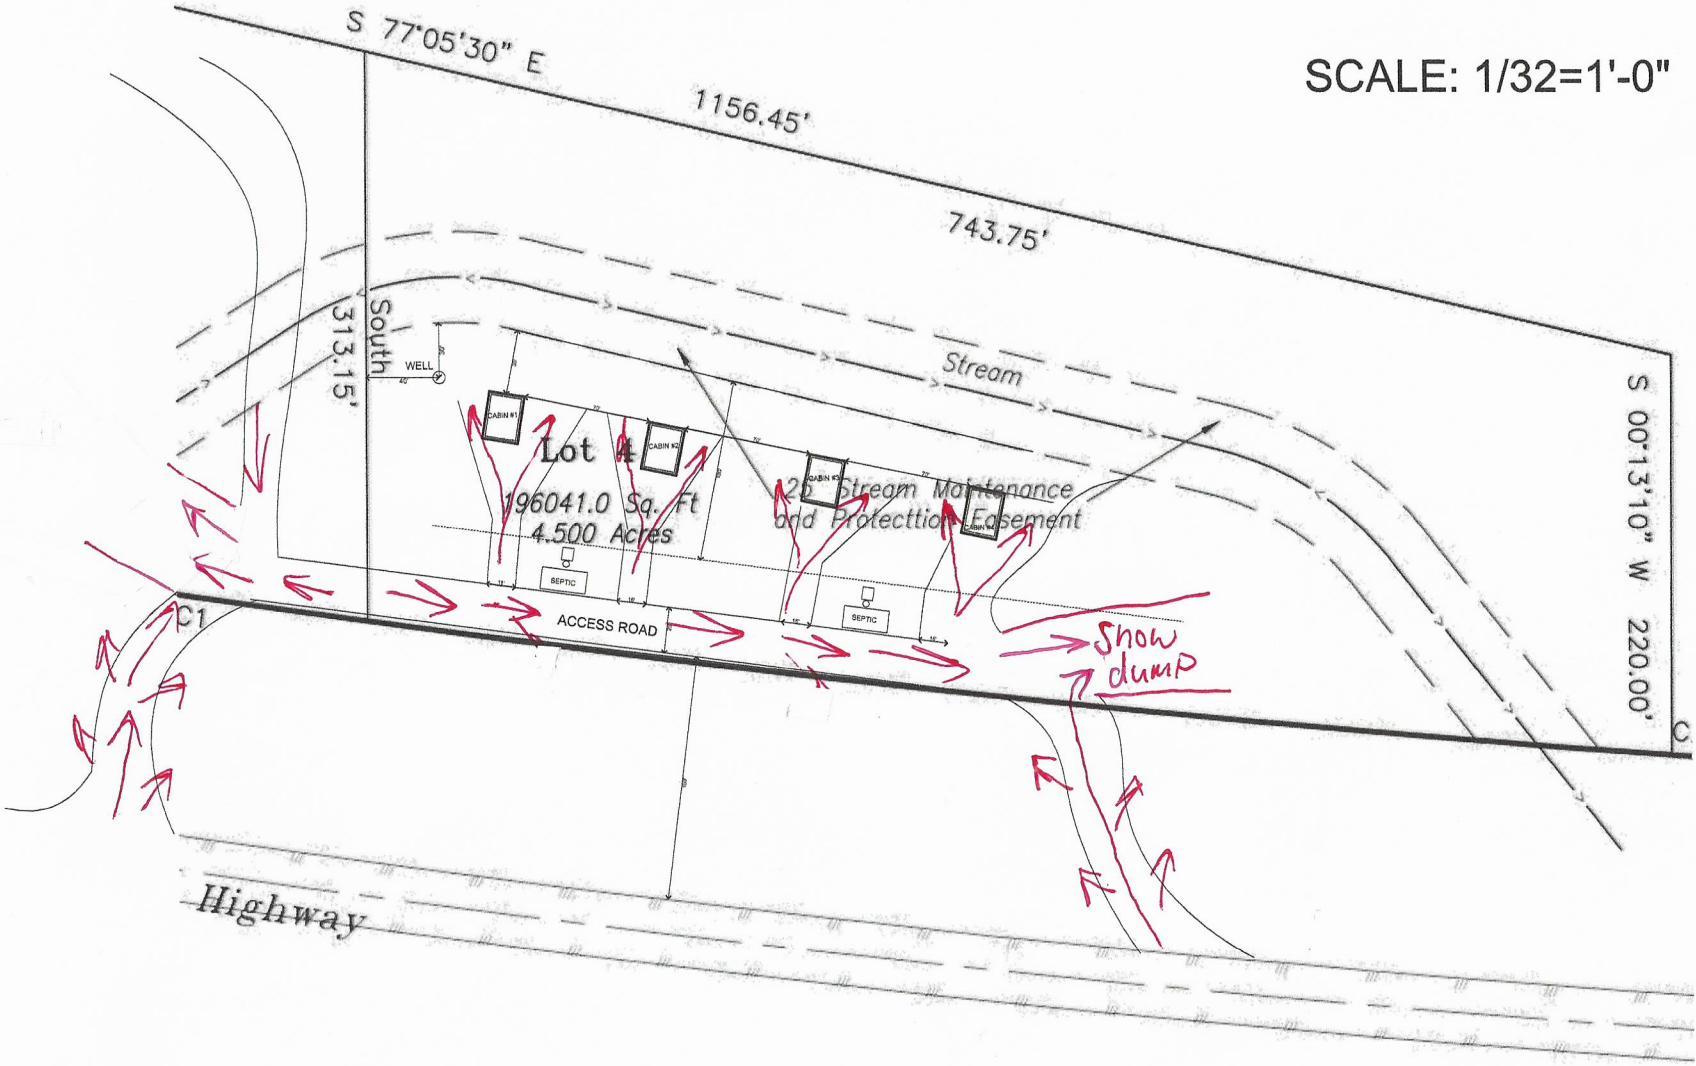 S 77°05'30" E
SCALE: 1/32=1'-0"
1156.45'
743.75'
South
313.15'
WELL
40'
Stream
S 00°13'10" W 220.00'
CABIN #1
CABIN #2
CABIN #3
Lot 4
196041.0 Sq. Ft
4.500 Acres
25' Stream Maintenance
and Protecttion Easement
SEPTIC
SEPTIC
ACCESS ROAD
C1
Snow
dump
C
Highway